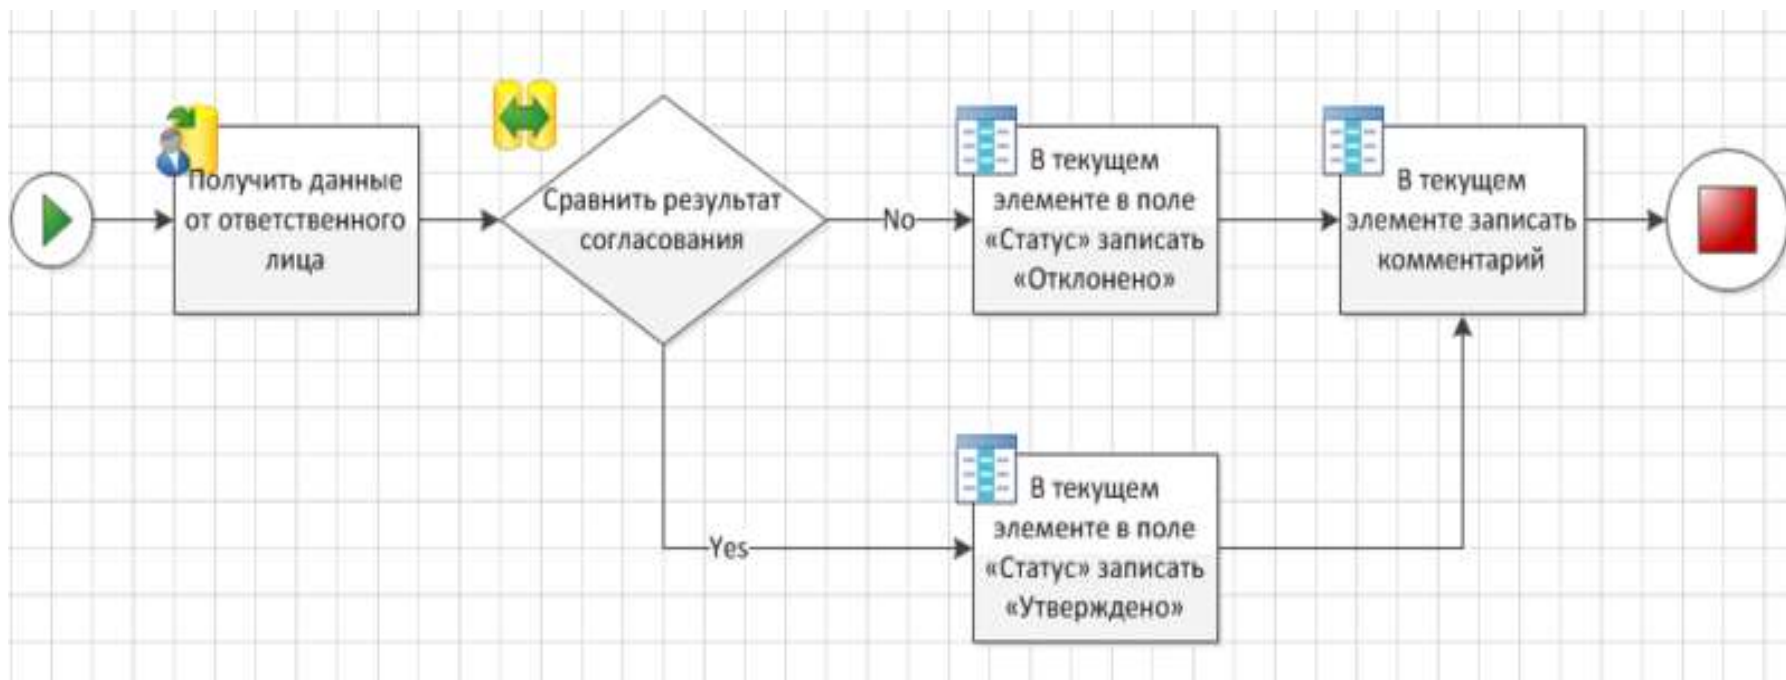 Получить данные
от ответственного
лица
Сравнить результат
согласования
No
В текущем
элементе в поле
«Статус» записать
«Отклонено»
В текущем
элементе записать
комментарий
Yes
В текущем
элементе в поле
«Статус» записать
«Утверждено»